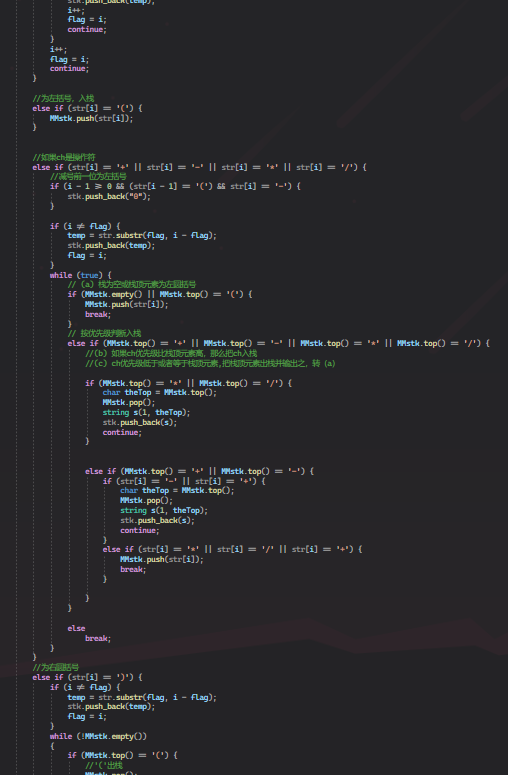 stk.push_back(temp);
i++;
flag = i;
continue;
}
i++;
flag = i;
continue;
}
//为左括号，入栈
else if (str[i] == '(') {
MMstk.push(str[i]);
}
//如果ch是操作符
else if (str[i] == '+' || str[i] == '-' || str[i] == '*' || str[i] == '/') {
//减号前一位为左括号
if (i - 1 >= 0 && (str[i - 1] == '(') && str[i] == '-') {
stk.push_back("0");
}
if (i ≠ flag) {
temp = str.substr(flag, i - flag);
stk.push_back(temp);
flag = i;
}
while (true) {
// (a) 栈为空或栈顶元素为左圆括号
if (MMstk.empty() || MMstk.top() == '(') {
MMstk.push(str[i]);
break;
}
// 按优先级判断入栈
else if (MMstk.top() == '+' || MMstk.top() == '-' || MMstk.top() == '*' || MMstk.top() == '/') {
//(b) 如果ch优先级比栈顶元素高，那么把ch入栈
//(c) ch优先级低于或者等于栈顶元素,把栈顶元素出栈并输出之，转（a）
if (MMstk.top() == '*' || MMstk.top() == '/') {
char theTop = MMstk.top();
MMstk.pop();
string s(1, theTop);
stk.push_back(s);
continue;
}
else if (MMstk.top() == '+' || MMstk.top() == '-') {
if (str[i] == '-' || str[i] == '+') {
char theTop = MMstk.top();
MMstk.pop();
string s(1, theTop);
stk.push_back(s);
continue;
}
else if (str[i] == '*' || str[i] == '/' || str[i] == '+') {
MMstk.push(str[i]);
break;
}
}
}
else
break;
}
}
//为右圆括号
else if (str[i] == ')') {
if (i ≠ flag) {
temp = str.substr(flag, i - flag);
stk.push_back(temp);
flag = i;
}
while (!MMstk.empty())
{
if (MMstk.top() == '(') {
//'('出栈
MMstk.pop();